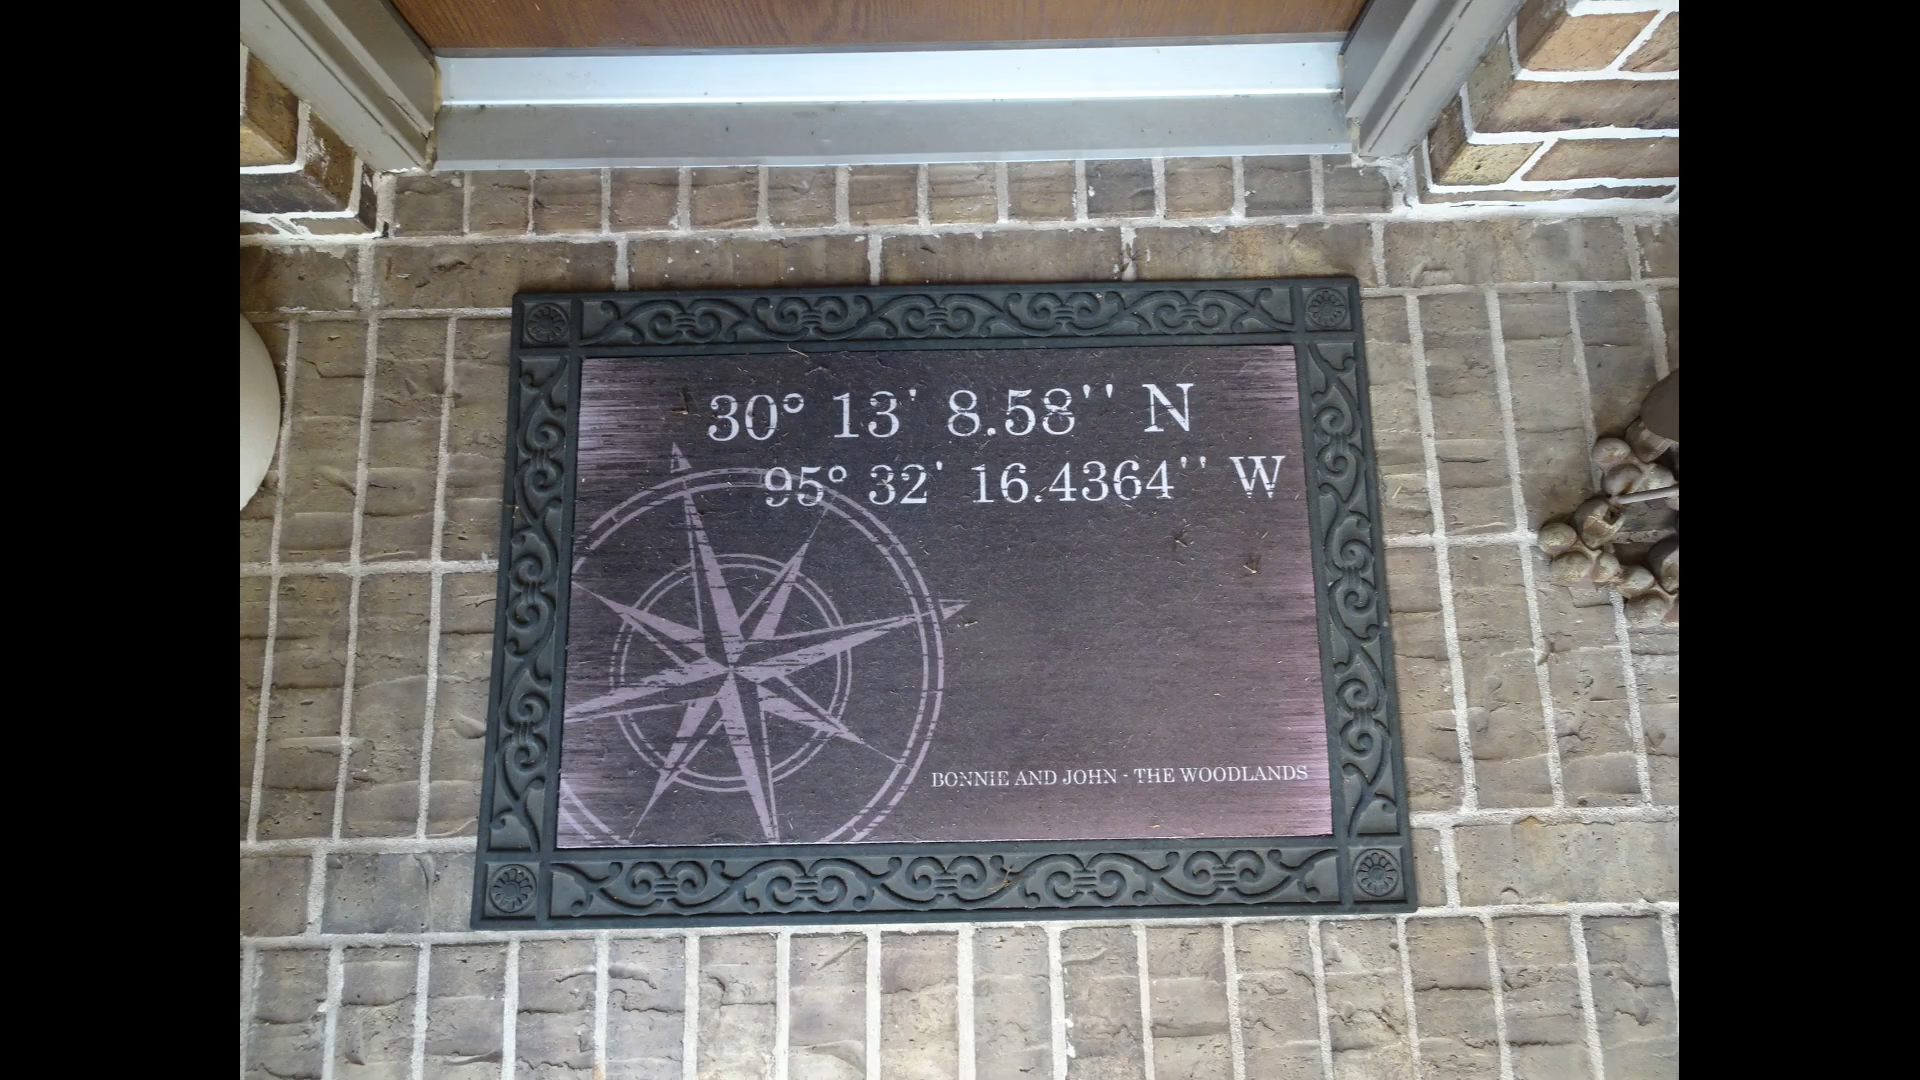 30° 13' 8.58'' N
95° 32' 16.4364'' W
BONNIE AND JOHN - THE WOODLANDS